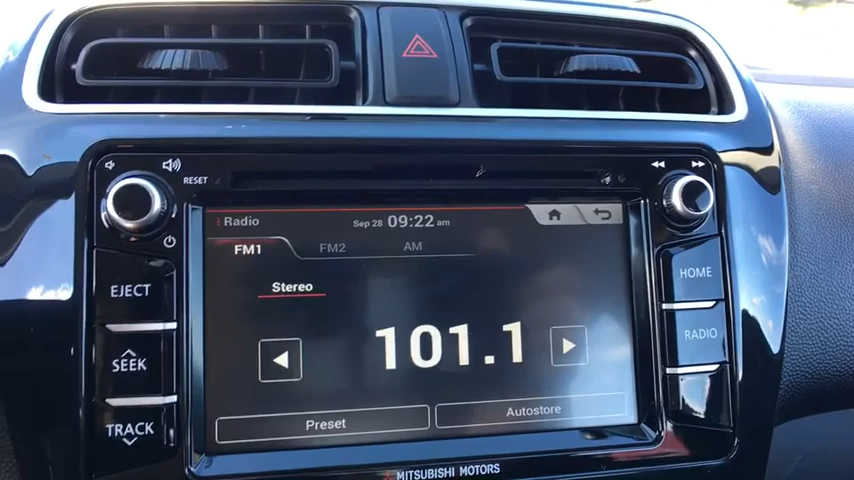 RESET
Radio
Sep 28 09:22 am
FM1 FM2 AM
Stereo
101.1
Preset
Autostore
EJECT
SEEK
TRACK
HOME
RADIO
MITSUBISHI MOTORS